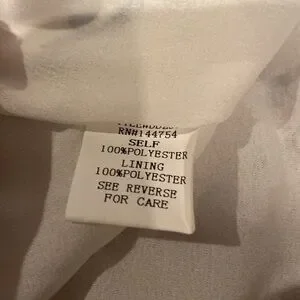 RN#144754
SELF
100%POLYESTER
LINING
100%POLYESTER
SEE REVERSE
FOR CARE